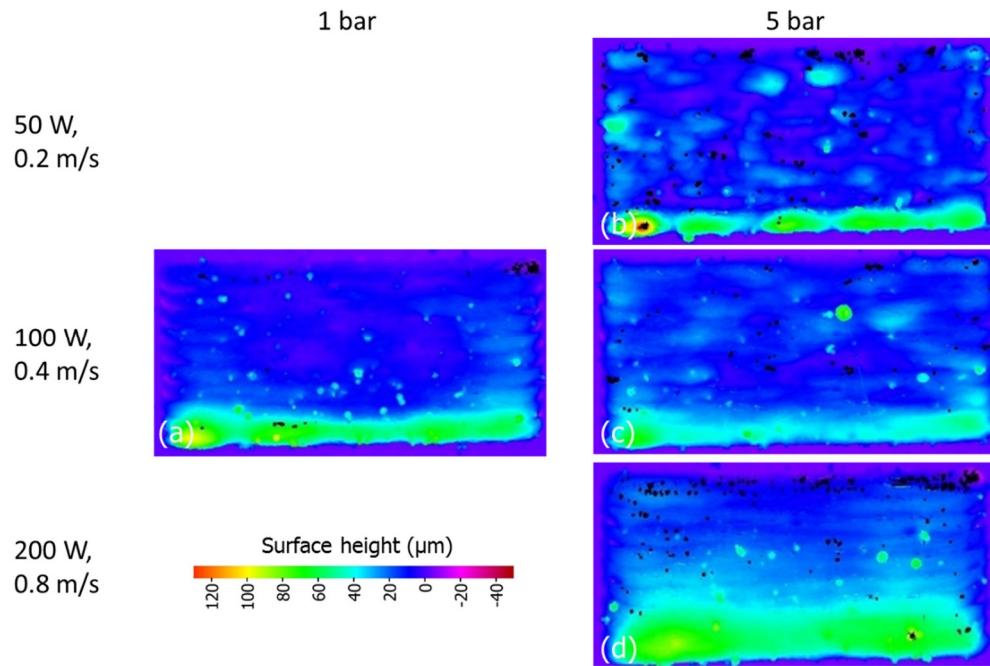 1 bar
5 bar
50 W,
0.2 m/s
(b)
100 W,
0.4 m/s
(a)
(c)
200 W,
0.8 m/s
Surface height (µm)
120 100 80 60 40 20 0 -20 -40
(d)